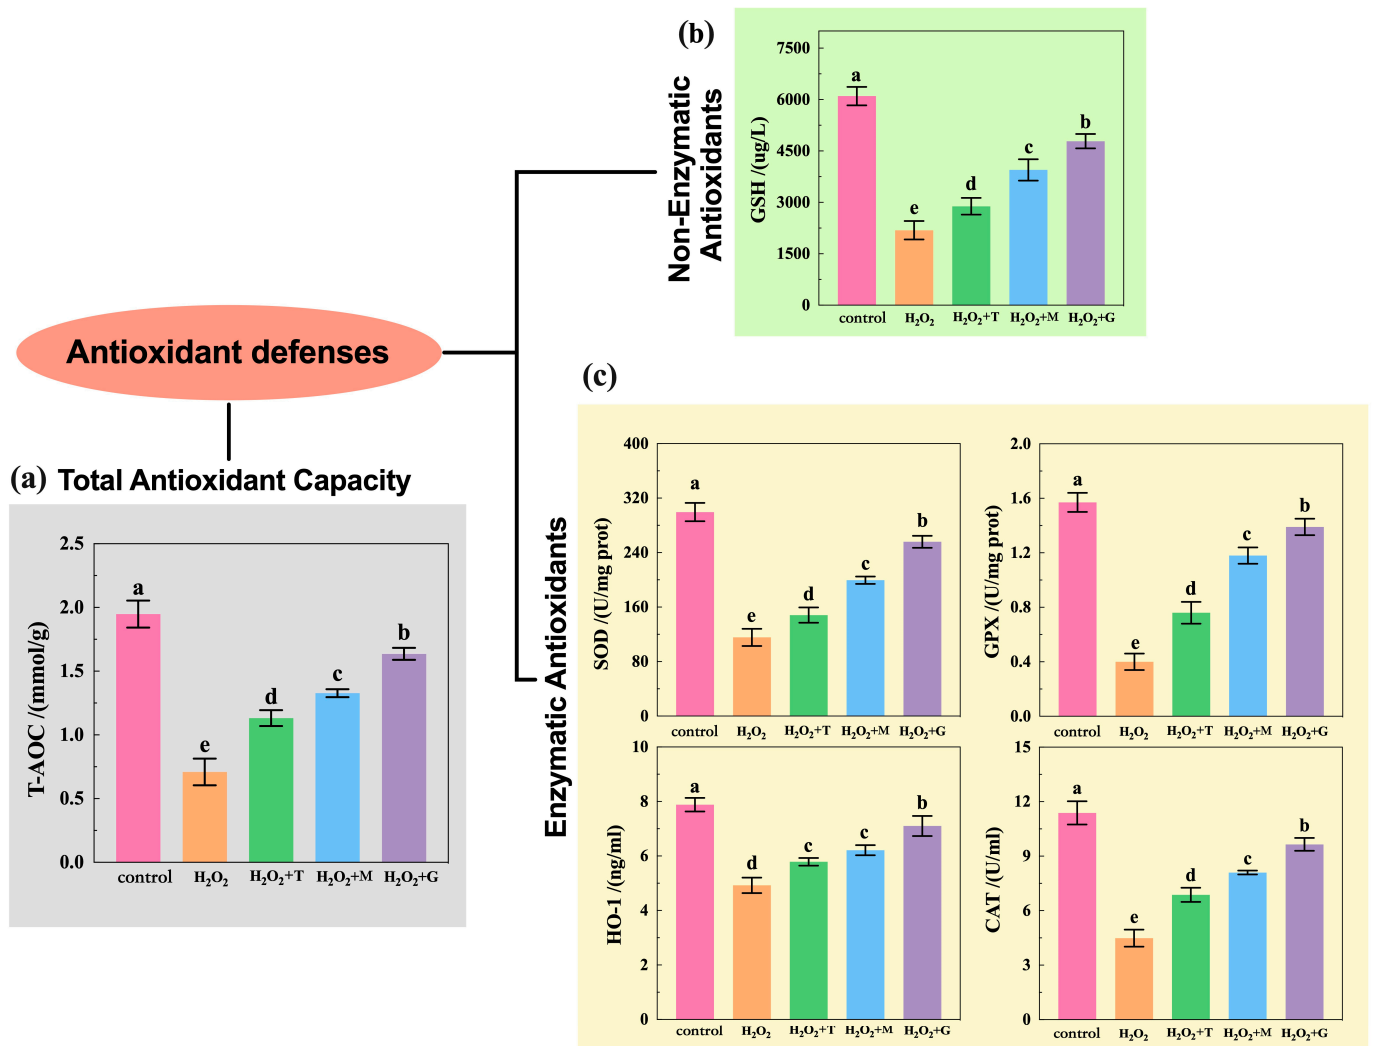 (b)
Non-Enzymatic
Antioxidants
GSH /(ug/L)
7500
6000
4500
3000
1500
0
a
e
d
c
b
control
H₂O₂
H₂O₂+T
H₂O₂+M
H₂O₂+G
Antioxidant defenses
(a) Total Antioxidant Capacity
T-AOC /(mmol/g)
2.5
2.0
1.5
1.0
0.5
0.0
a
e
d
c
b
control
H₂O₂
H₂O₂+T
H₂O₂+M
H₂O₂+G
(c)
Enzymatic Antioxidants
SOD /(U/mg prot)
400
320
240
160
80
0
a
e
d
c
b
control
H₂O₂
H₂O₂+T
H₂O₂+M
H₂O₂+G
GPX /(U/mg prot)
2.0
1.6
1.2
0.8
0.4
0.0
a
e
d
c
b
control
H₂O₂
H₂O₂+T
H₂O₂+M
H₂O₂+G
HO-1 /(ng/ml)
10
8
6
4
2
0
a
d
c
c
b
control
H₂O₂
H₂O₂+T
H₂O₂+M
H₂O₂+G
CAT /(U/ml)
15
12
9
6
3
0
a
e
d
c
b
control
H₂O₂
H₂O₂+T
H₂O₂+M
H₂O₂+G